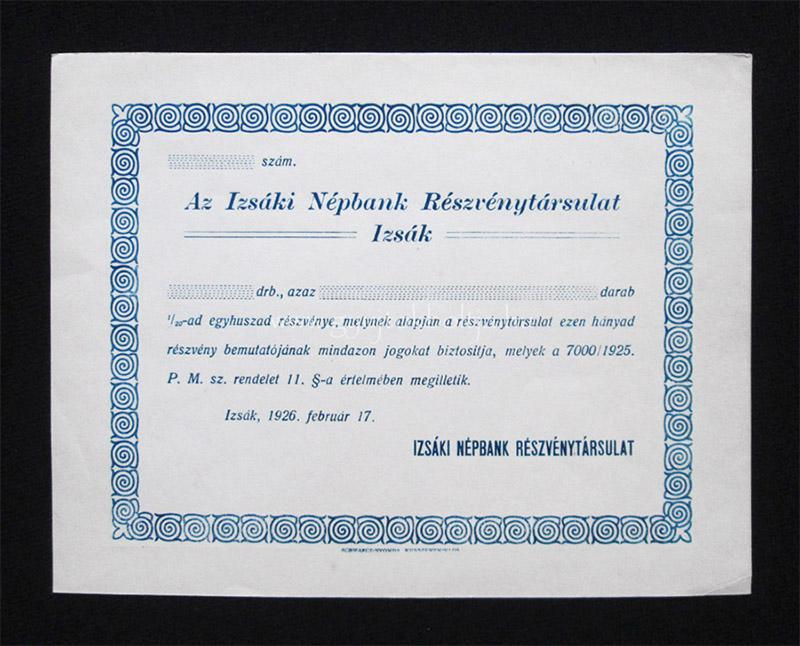 szám.
Az Izsáki Népbank Részvénytársulat
Izsák
drb., azaz darab
1/20-ad egyhuszad részvénye, melynek alapján a részvénytársulat ezen hányad
részvény bemutatójának mindazon jogokat biztosítja, melyek a 7000/1925.
P. M. sz. rendelet 11. §-a értelmében megilletik.
Izsák, 1926. február 17.
IZSÁKI NÉPBANK RÉSZVÉNYTÁRSULAT